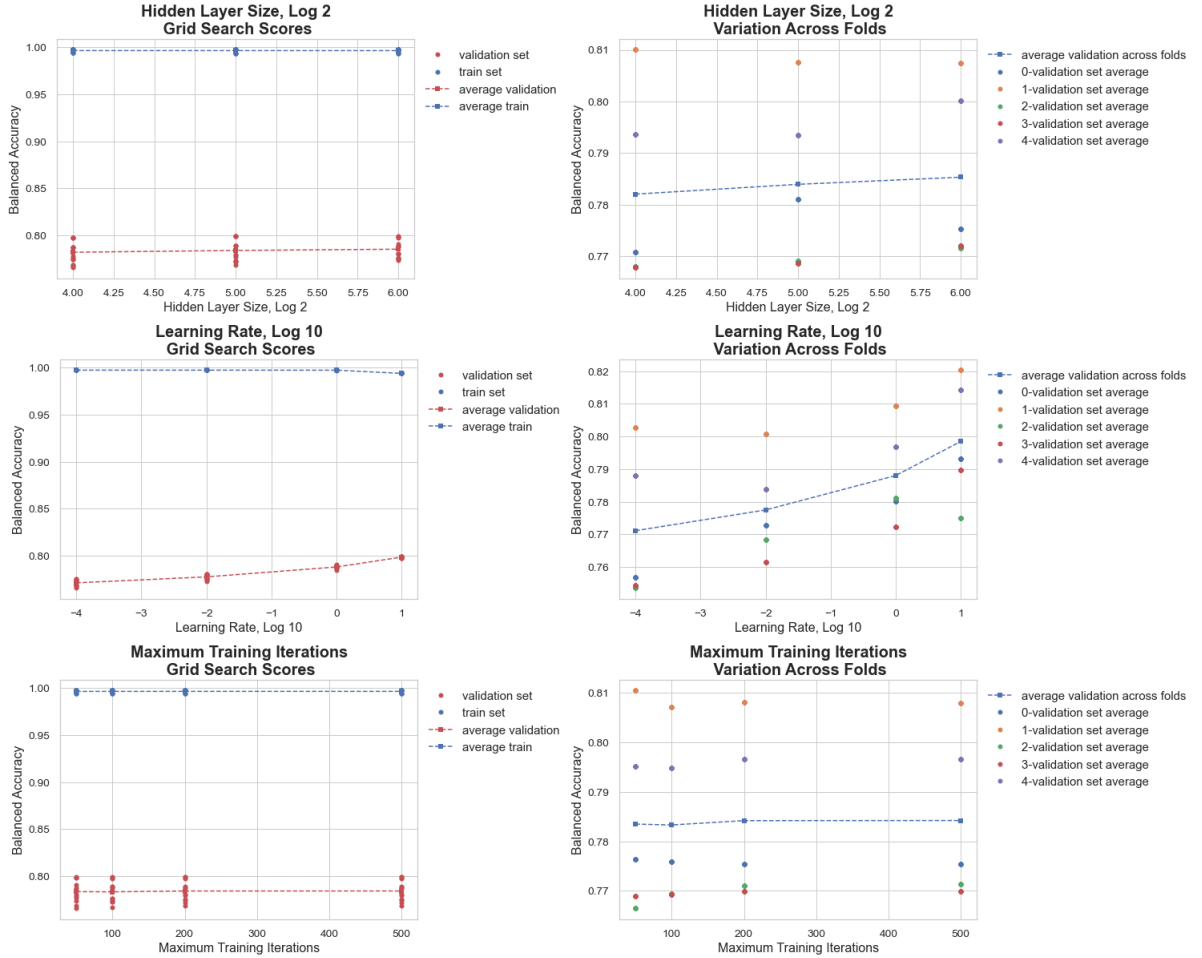 Hidden Layer Size, Log 2
Grid Search Scores
1.00
0.95
0.90
0.85
0.80
Balanced Accuracy
4.00 4.25 4.50 4.75 5.00 5.25 5.50 5.75 6.00
Hidden Layer Size, Log 2
validation set
train set
average validation
average train
Hidden Layer Size, Log 2
Variation Across Folds
0.81
0.80
0.79
0.78
0.77
Balanced Accuracy
4.00 4.25 4.50 4.75 5.00 5.25 5.50 5.75 6.00
Hidden Layer Size, Log 2
average validation across folds
0-validation set average
1-validation set average
2-validation set average
3-validation set average
4-validation set average
Learning Rate, Log 10
Grid Search Scores
1.00
0.95
0.90
0.85
0.80
Balanced Accuracy
−4 −3 −2 −1 0 1
Learning Rate, Log 10
validation set
train set
average validation
average train
Learning Rate, Log 10
Variation Across Folds
0.82
0.81
0.80
0.79
0.78
0.77
0.76
Balanced Accuracy
−4 −3 −2 −1 0 1
Learning Rate, Log 10
average validation across folds
0-validation set average
1-validation set average
2-validation set average
3-validation set average
4-validation set average
Maximum Training Iterations
Grid Search Scores
1.00
0.95
0.90
0.85
0.80
Balanced Accuracy
100 200 300 400 500
Maximum Training Iterations
validation set
train set
average validation
average train
Maximum Training Iterations
Variation Across Folds
0.81
0.80
0.79
0.78
0.77
Balanced Accuracy
100 200 300 400 500
Maximum Training Iterations
average validation across folds
0-validation set average
1-validation set average
2-validation set average
3-validation set average
4-validation set average